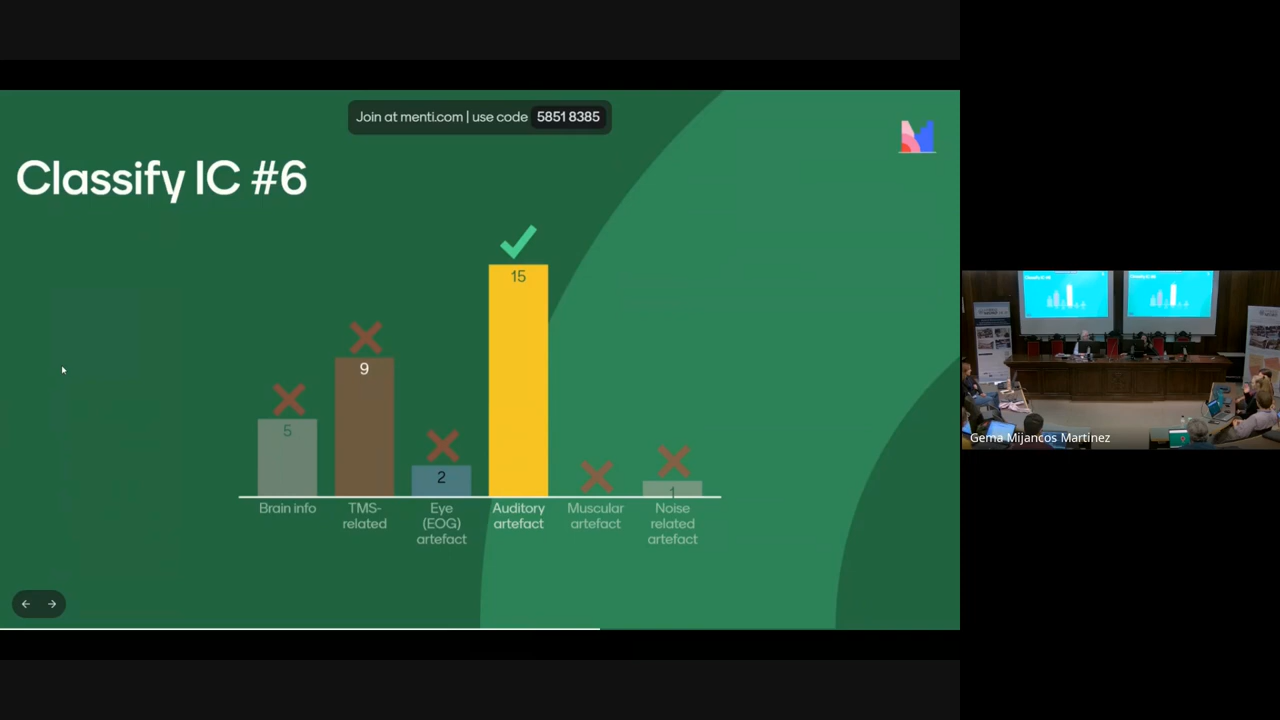 Join at menti.com | use code 5851 8385
Classify IC #6
5
9
2
15
1
Brain info
TMS-
related
Eye
(EOG)
artefact
Auditory
artefact
Muscular
artefact
Noise
related
artefact
Gema Mijancos Martinez